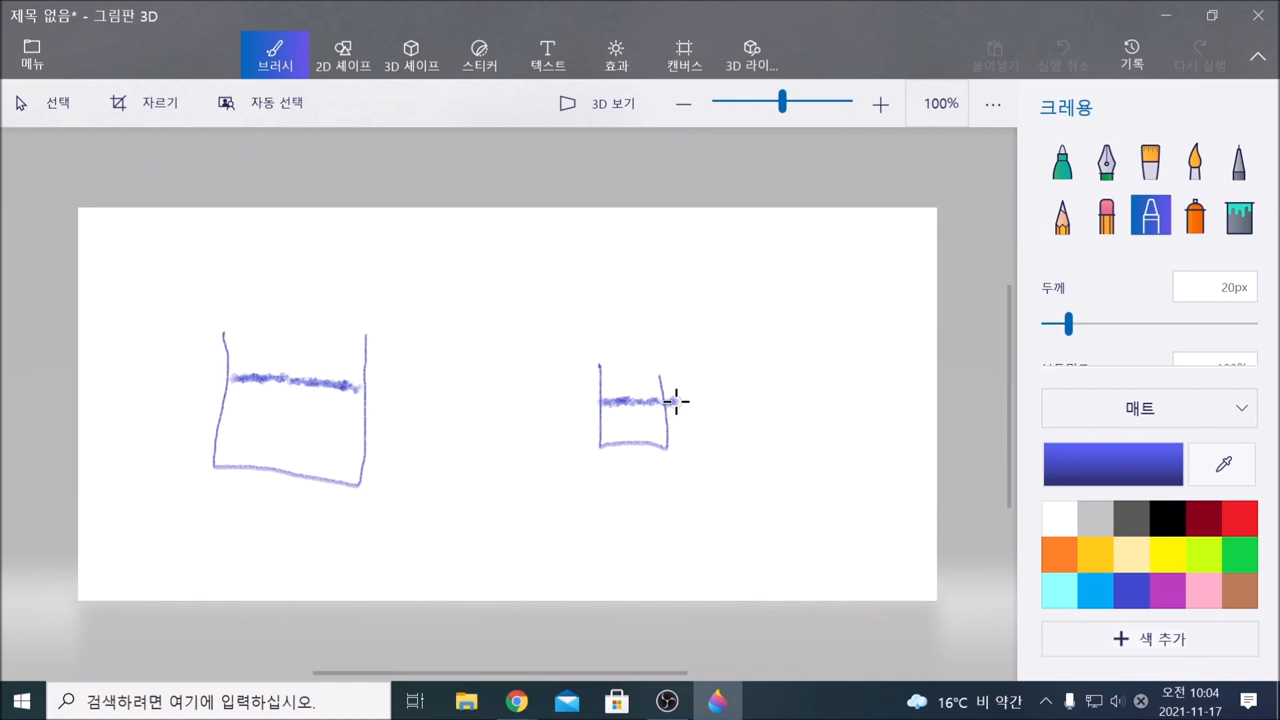 제목 없음* - 그림판 3D
메뉴
브러시
2D 셰이프
3D 셰이프
스티커
텍스트
효과
캔버스
3D 라이...
붙여넣기
실행 취소
기록
다시 실행
선택
자르기
자동 선택
3D 보기
100%
크레용
두께
20px
매트
색 추가
검색하려면 여기에 입력하십시오.
16°C 비 약간
오전 10:04
2021-11-17